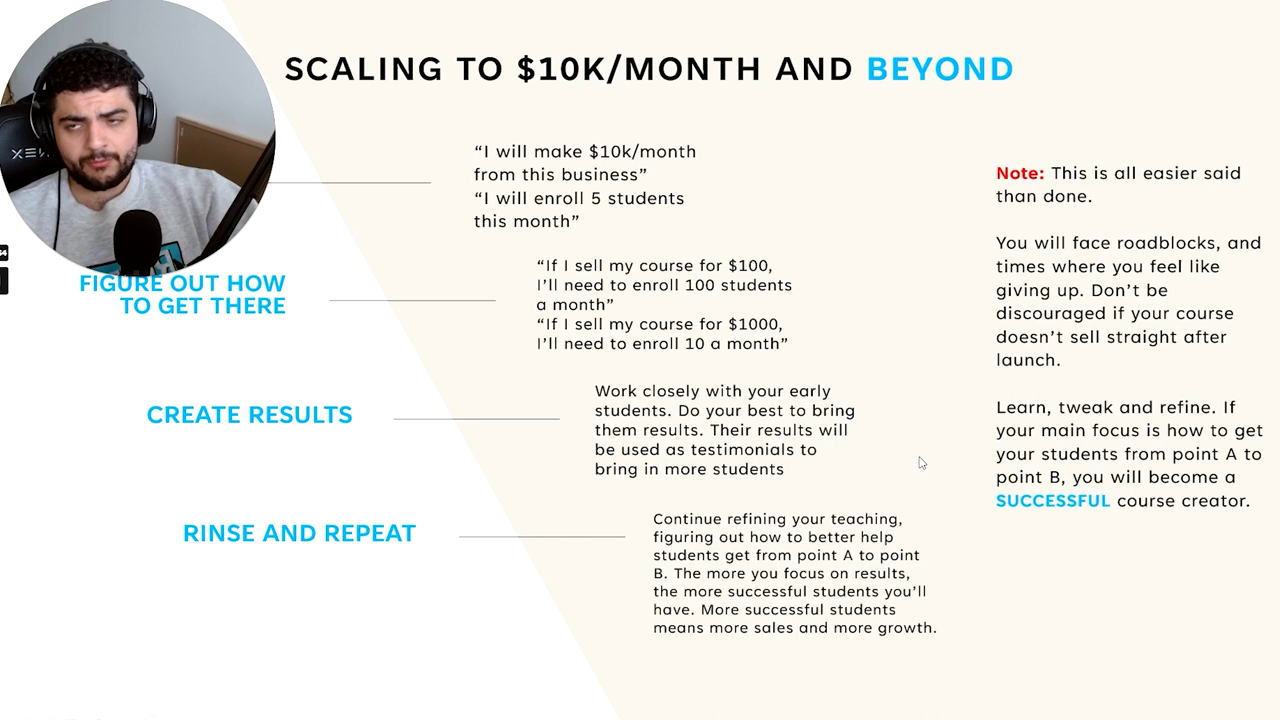 SCALING TO $10K/MONTH AND BEYOND
“I will make $10k/month
from this business”
“I will enroll 5 students
this month”
FIGURE OUT HOW
TO GET THERE
“If I sell my course for $100,
I’ll need to enroll 100 students
a month”
“If I sell my course for $1000,
I’ll need to enroll 10 a month”
CREATE RESULTS
Work closely with your early
students. Do your best to bring
them results. Their results will
be used as testimonials to
bring in more students
RINSE AND REPEAT
Continue refining your teaching,
figuring out how to better help
students get from point A to point
B. The more you focus on results,
the more successful students you’ll
have. More successful students
means more sales and more growth.
Note: This is all easier said
than done.
You will face roadblocks, and
times where you feel like
giving up. Don’t be
discouraged if your course
doesn’t sell straight after
launch.
Learn, tweak and refine. If
your main focus is how to get
your students from point A to
point B, you will become a
SUCCESSFUL course creator.